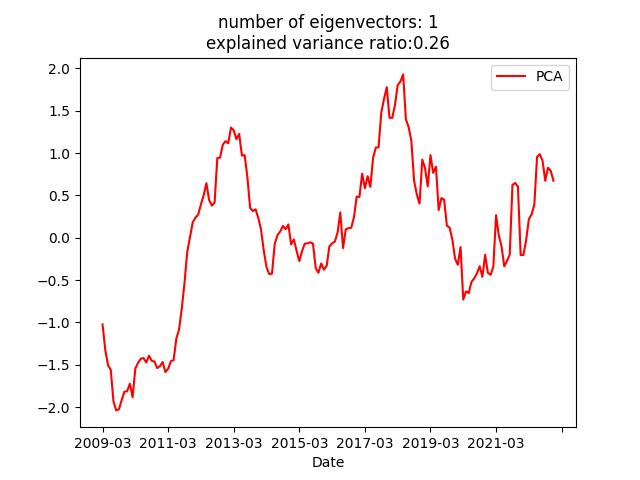 number of eigenvectors: 1
explained variance ratio:0.26
PCA
2.0
1.5
1.0
0.5
0.0
−0.5
−1.0
−1.5
−2.0
2009-03 2011-03 2013-03 2015-03 2017-03 2019-03 2021-03
Date